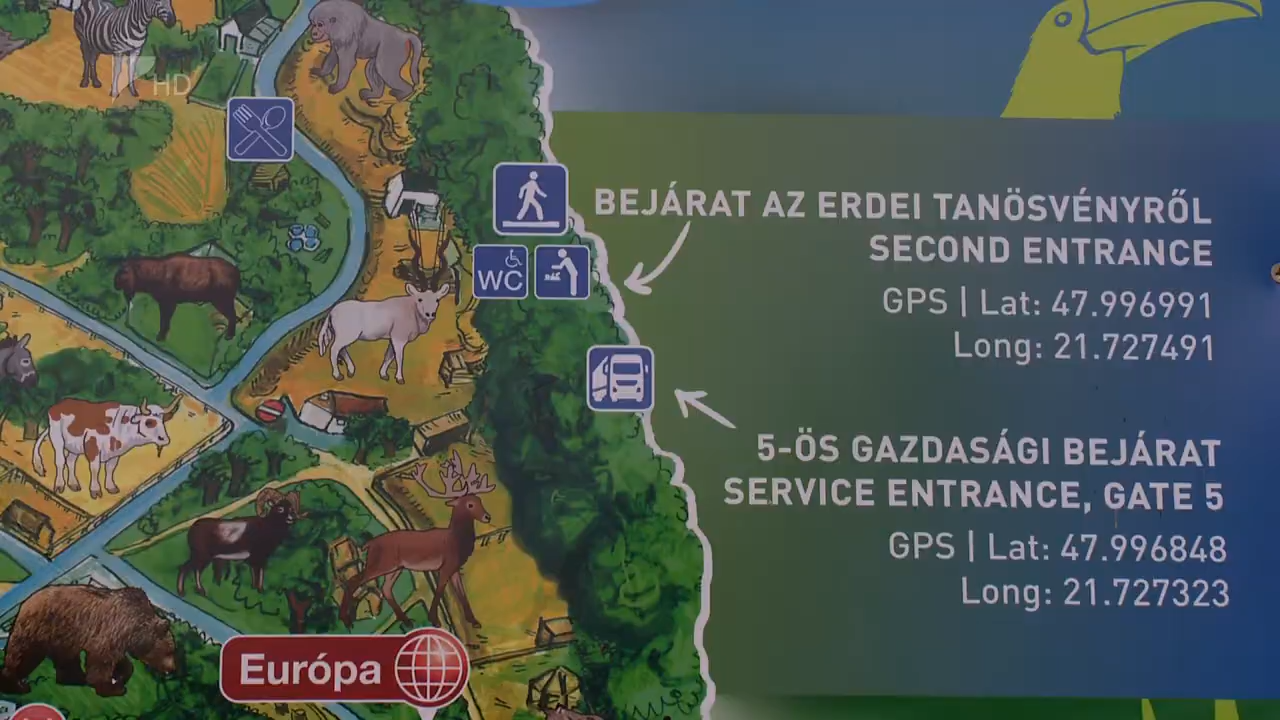 HD
BEJÁRAT AZ ERDEI TANÖSVÉNYRŐL
SECOND ENTRANCE
GPS | Lat: 47.996991
Long: 21.727491
WC
5-ÖS GAZDASÁGI BEJÁRAT
SERVICE ENTRANCE, GATE 5
GPS | Lat: 47.996848
Long: 21.727323
Európa